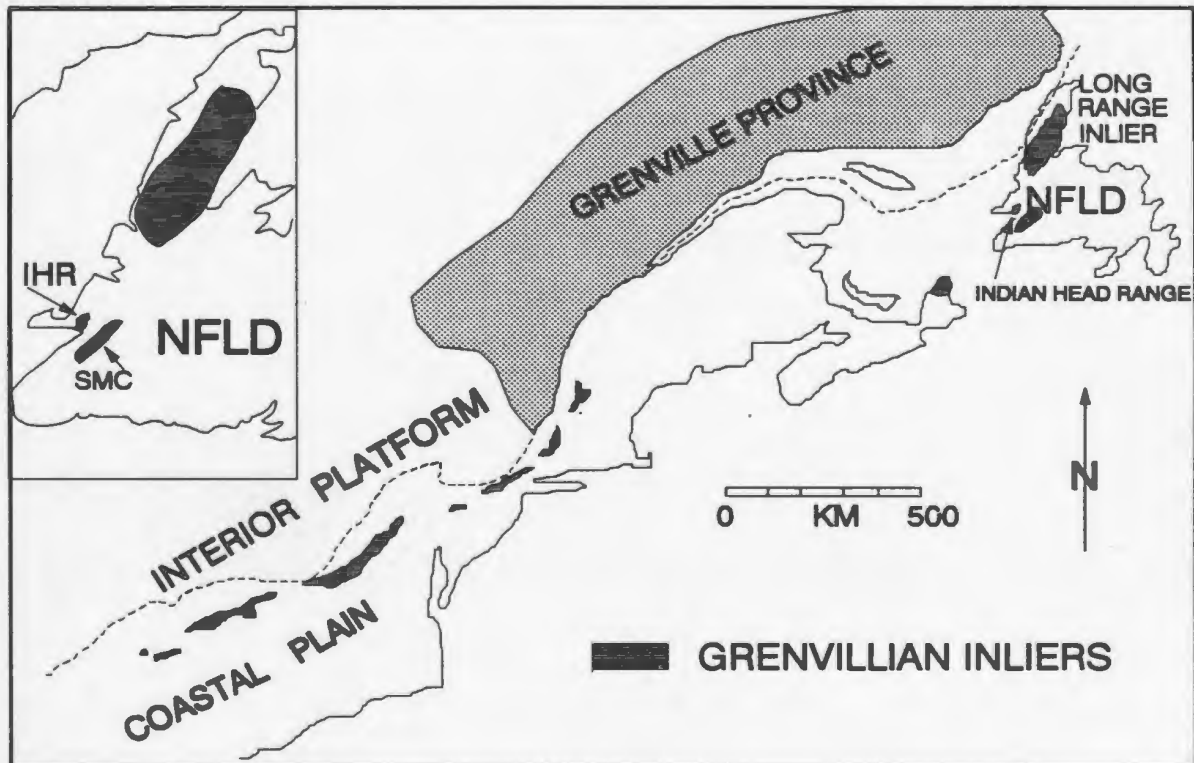 IHR
NFLD
SMC
GRENVILLE PROVINCE
LONG
RANGE
INLIER
NFLD
INDIAN HEAD RANGE
INTERIOR PLATFORM
COASTAL PLAIN
0 KM 500
N
GRENVILLIAN INLIERS